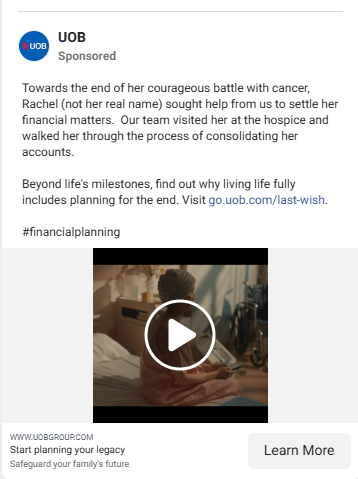 UOB
UOB
Sponsored
Towards the end of her courageous battle with cancer,
Rachel (not her real name) sought help from us to settle her
financial matters.  Our team visited her at the hospice and
walked her through the process of consolidating her
accounts.
Beyond life's milestones, find out why living life fully
includes planning for the end. Visit go.uob.com/last-wish.
#financialplanning
WWW.UOBGROUP.COM
Start planning your legacy
Safeguard your family's future
Learn More